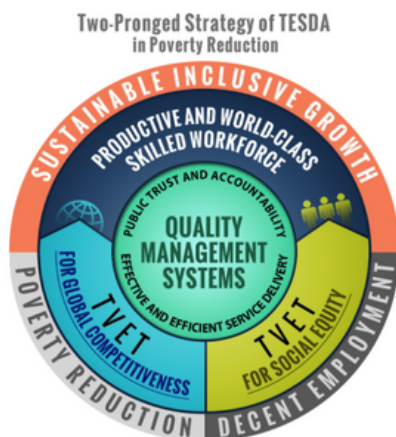 Two-Pronged Strategy of TESDA
in Poverty Reduction
SUSTAINABLE INCLUSIVE GROWTH
PRODUCTIVE AND WORLD-CLASS
SKILLED WORKFORCE
PUBLIC TRUST AND ACCOUNTABILITY
QUALITY
MANAGEMENT
SYSTEMS
EFFECTIVE AND EFFICIENT SERVICE DELIVERY
TVET
FOR GLOBAL COMPETITIVENESS
TVET
FOR SOCIAL EQUITY
POVERTY REDUCTION
DECENT EMPLOYMENT